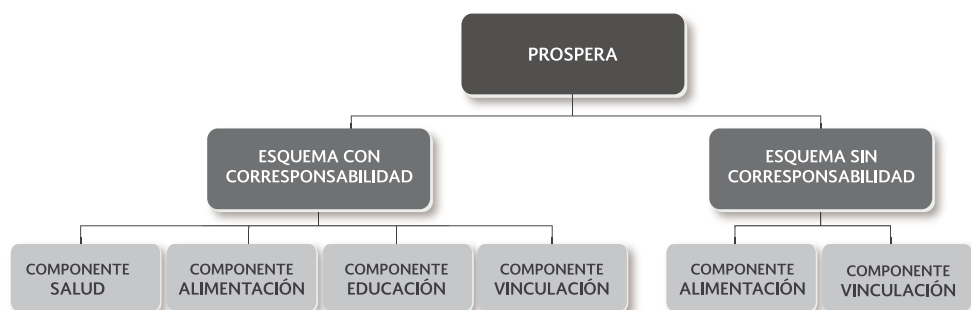 PROSPERA
ESQUEMA CON
CORRESPONSABILIDAD
ESQUEMA SIN
CORRESPONSABILIDAD
COMPONENTE
SALUD
COMPONENTE
ALIMENTACIÓN
COMPONENTE
EDUCACIÓN
COMPONENTE
VINCULACIÓN
COMPONENTE
ALIMENTACIÓN
COMPONENTE
VINCULACIÓN